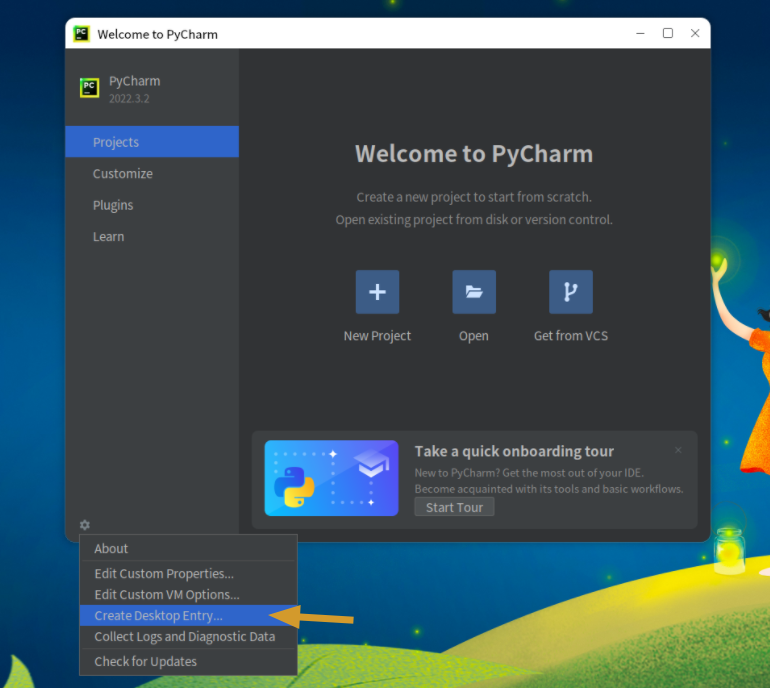 PC Welcome to PyCharm
PC PyCharm
2022.3.2
Projects
Customize
Plugins
Learn
Welcome to PyCharm
Create a new project to start from scratch.
Open existing project from disk or version control.
New Project Open Get from VCS
Take a quick onboarding tour
New to PyCharm? Get the most out of your IDE.
Become acquainted with its tools and basic workflows.
Start Tour
About
Edit Custom Properties...
Edit Custom VM Options...
Create Desktop Entry...
Collect Logs and Diagnostic Data
Check for Updates